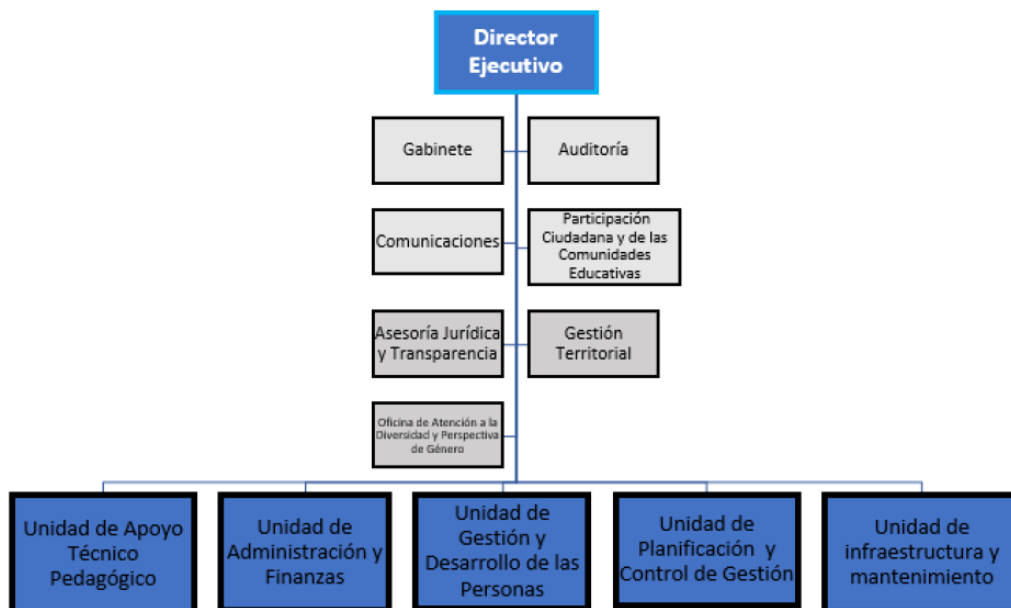 Director
Ejecutivo
Gabinete
Auditoría
Comunicaciones
Participación
Ciudadana y de las
Comunidades
Educativas
Asesoría Jurídica
y Transparencia
Gestión
Territorial
Oficina de Atención a la
Diversidad y Perspectiva
de Género
Unidad de Apoyo
Técnico
Pedagógico
Unidad de
Administración y
Finanzas
Unidad de
Gestión y
Desarrollo de las
Personas
Unidad de
Planificación y
Control de Gestión
Unidad de
infraestructura y
mantenimiento